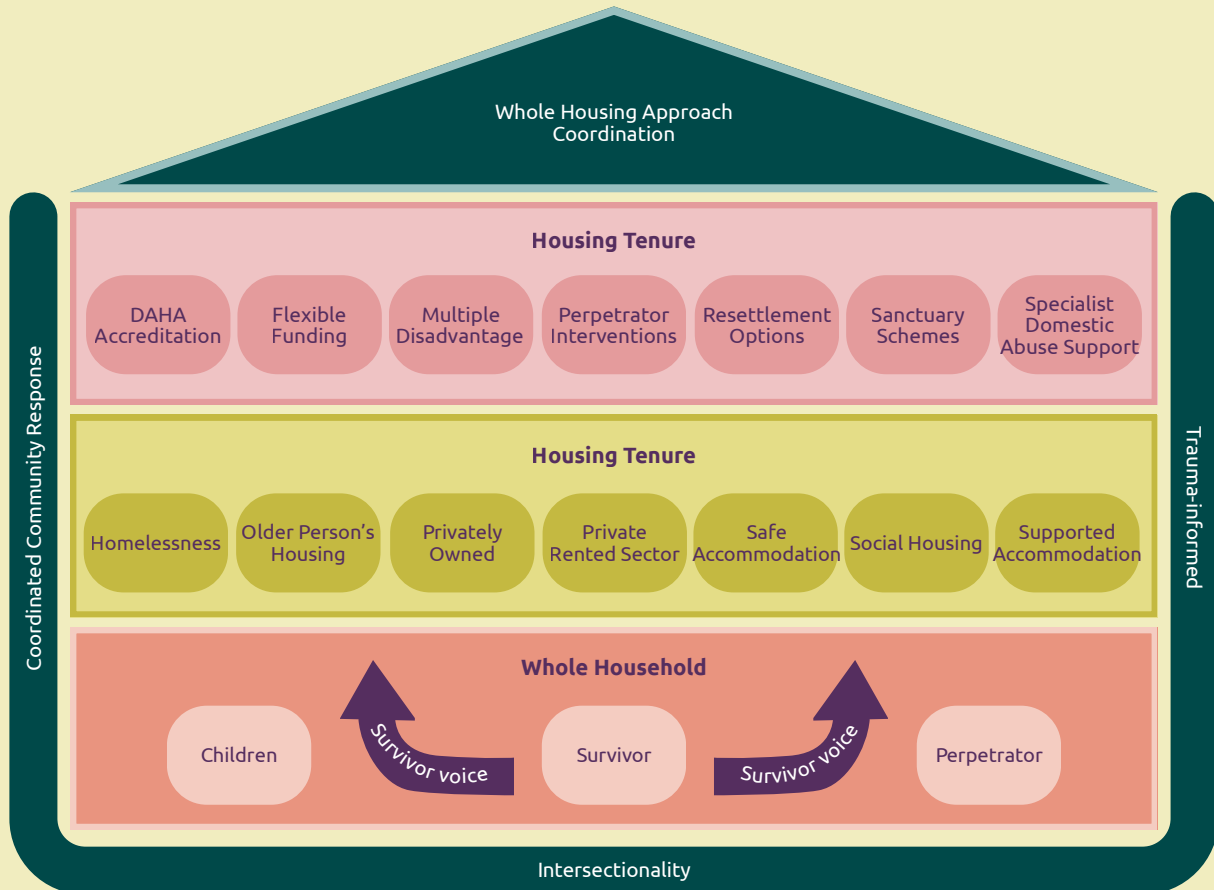 Whole Housing Approach
Coordination
Housing Tenure
DAHA
Accreditation
Flexible
Funding
Multiple
Disadvantage
Perpetrator
Interventions
Resettlement
Options
Sanctuary
Schemes
Specialist
Domestic
Abuse Support
Housing Tenure
Homelessness
Older Person’s
Housing
Privately
Owned
Private
Rented Sector
Safe
Accommodation
Social Housing
Supported
Accommodation
Whole Household
Children
Survivor voice
Survivor
Survivor voice
Perpetrator
Coordinated Community Response
Trauma-informed
Intersectionality